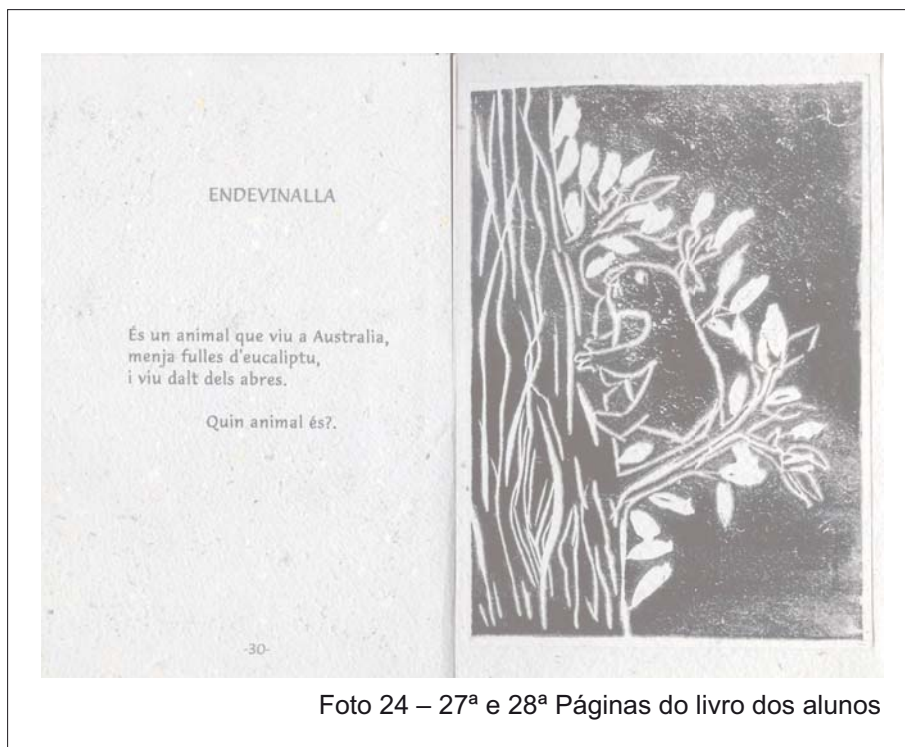 ENDEVINALLA
És un animal que viu a Australia,
menja fulles d'eucaliptu,
i viu dalt dels abres.
Quin animal és?.
-30-
Foto 24 – 27ª e 28ª Páginas do livro dos alunos